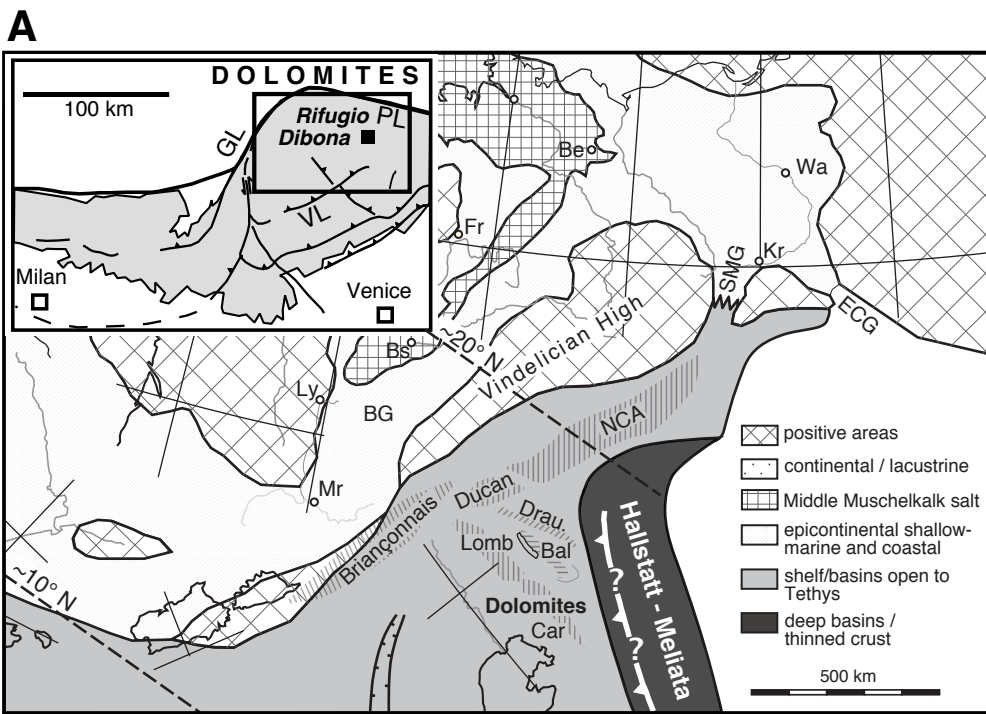 A
DOLOMITES
100 km
Rifugio
Dibona
PL
GL
VL
Milan
Venice
Be
Wa
Fr
Kr
SMG
ECG
~20° N
Vindelician High
Bs
Ly
BG
NCA
Mr
Ducan
Briançonnais
Drau.
Lomb
Bal
Dolomites
Car
Hallstatt - Meliata
?
?
~10° N
positive areas
continental / lacustrine
Middle Muschelkalk salt
epicontinental shallow-
marine and coastal
shelf/basins open to
Tethys
deep basins /
thinned crust
500 km